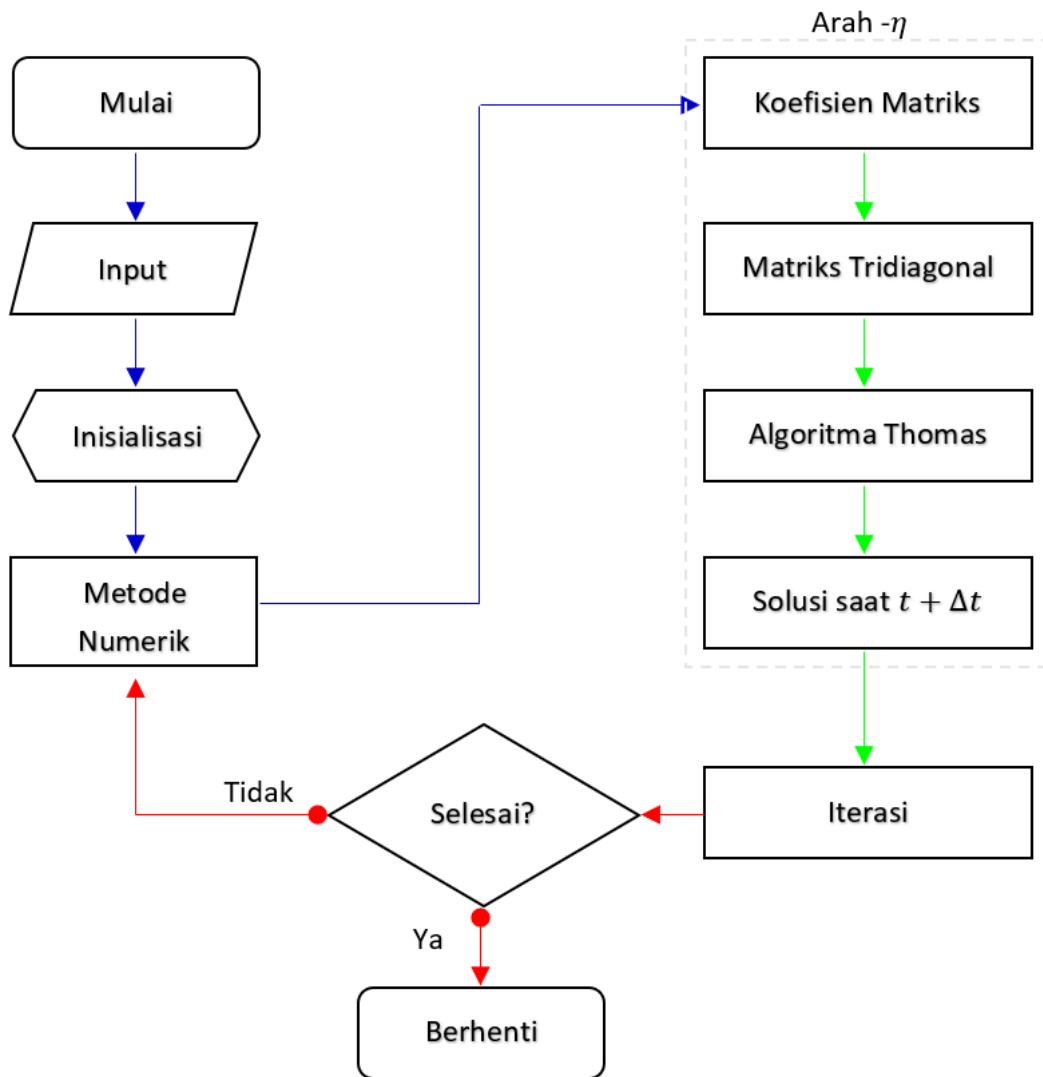 Mulai
Input
Inisialisasi
Metode
Numerik
Arah -η
Koefisien Matriks
Matriks Tridiagonal
Algoritma Thomas
Solusi saat t + Δt
Iterasi
Selesai?
Tidak
Ya
Berhenti